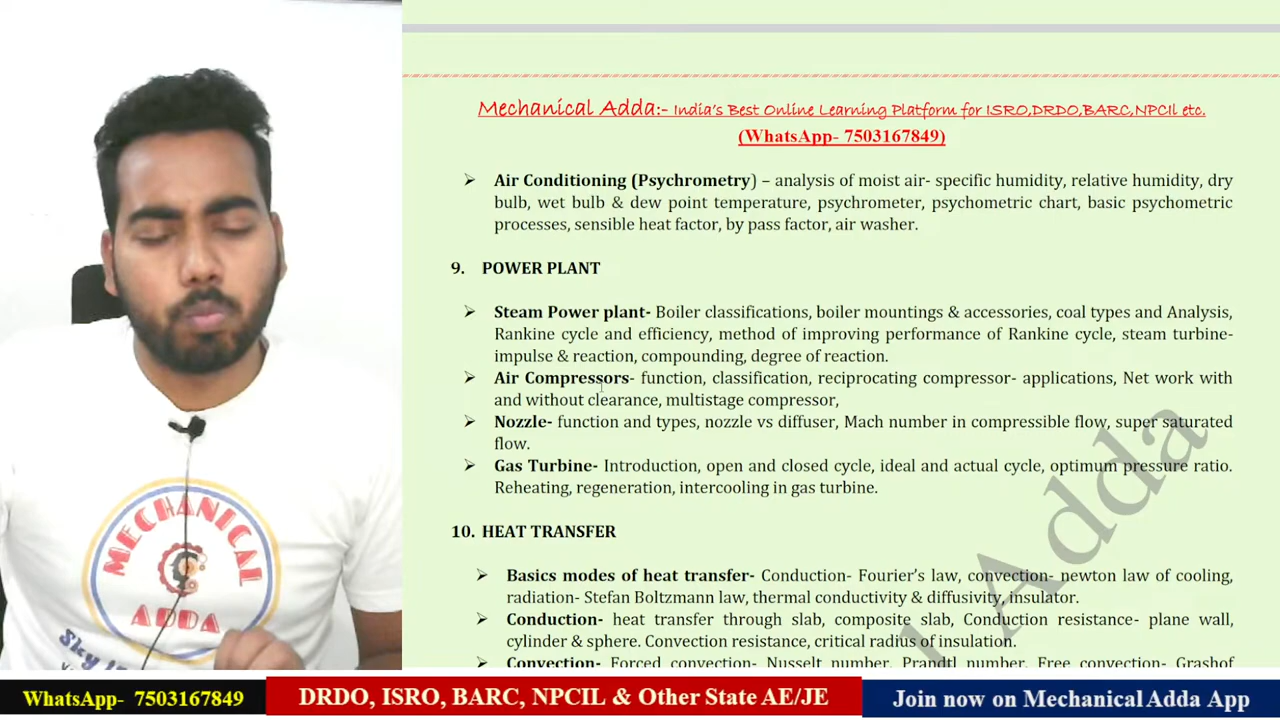 Mechanical Adda:- India's Best Online Learning Platform for ISRO,DRDO,BARC,NPCIl etc.
(WhatsApp- 7503167849)
➢ Air Conditioning (Psychrometry) – analysis of moist air- specific humidity, relative humidity, dry
bulb, wet bulb & dew point temperature, psychrometer, psychometric chart, basic psychometric
processes, sensible heat factor, by pass factor, air washer.
9. POWER PLANT
➢ Steam Power plant- Boiler classifications, boiler mountings & accessories, coal types and Analysis,
Rankine cycle and efficiency, method of improving performance of Rankine cycle, steam turbine-
impulse & reaction, compounding, degree of reaction.
➢ Air Compressors- function, classification, reciprocating compressor- applications, Net work with
and without clearance, multistage compressor,
➢ Nozzle- function and types, nozzle vs diffuser, Mach number in compressible flow, super saturated
flow.
➢ Gas Turbine- Introduction, open and closed cycle, ideal and actual cycle, optimum pressure ratio.
Reheating, regeneration, intercooling in gas turbine.
10. HEAT TRANSFER
➢ Basics modes of heat transfer- Conduction- Fourier's law, convection- newton law of cooling,
radiation- Stefan Boltzmann law, thermal conductivity & diffusivity, insulator.
➢ Conduction- heat transfer through slab, composite slab, Conduction resistance- plane wall,
cylinder & sphere. Convection resistance, critical radius of insulation.
➢ Convection- Forced convection- Nusselt number, Prandtl number, Free convection- Grashof
Adda
MECHANICAL
ADDA
WhatsApp- 7503167849
DRDO, ISRO, BARC, NPCIL & Other State AE/JE
Join now on Mechanical Adda App